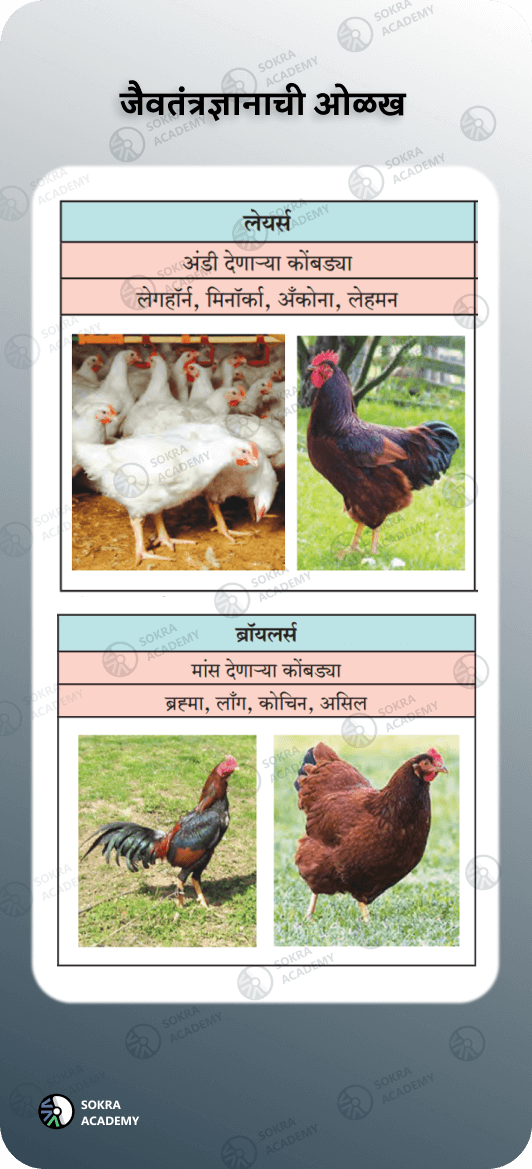 जैवतंत्रज्ञानाची ओळख
लेयर्स
अंडी देणाऱ्या कोंबड्या
लेगहॉर्न, मिनॉर्का, अँकोना, लेहमन
ब्रॉयलर्स
मांस देणाऱ्या कोंबड्या
ब्रह्मा, लाँग, कोचिन, असिल
SOKRA
ACADEMY